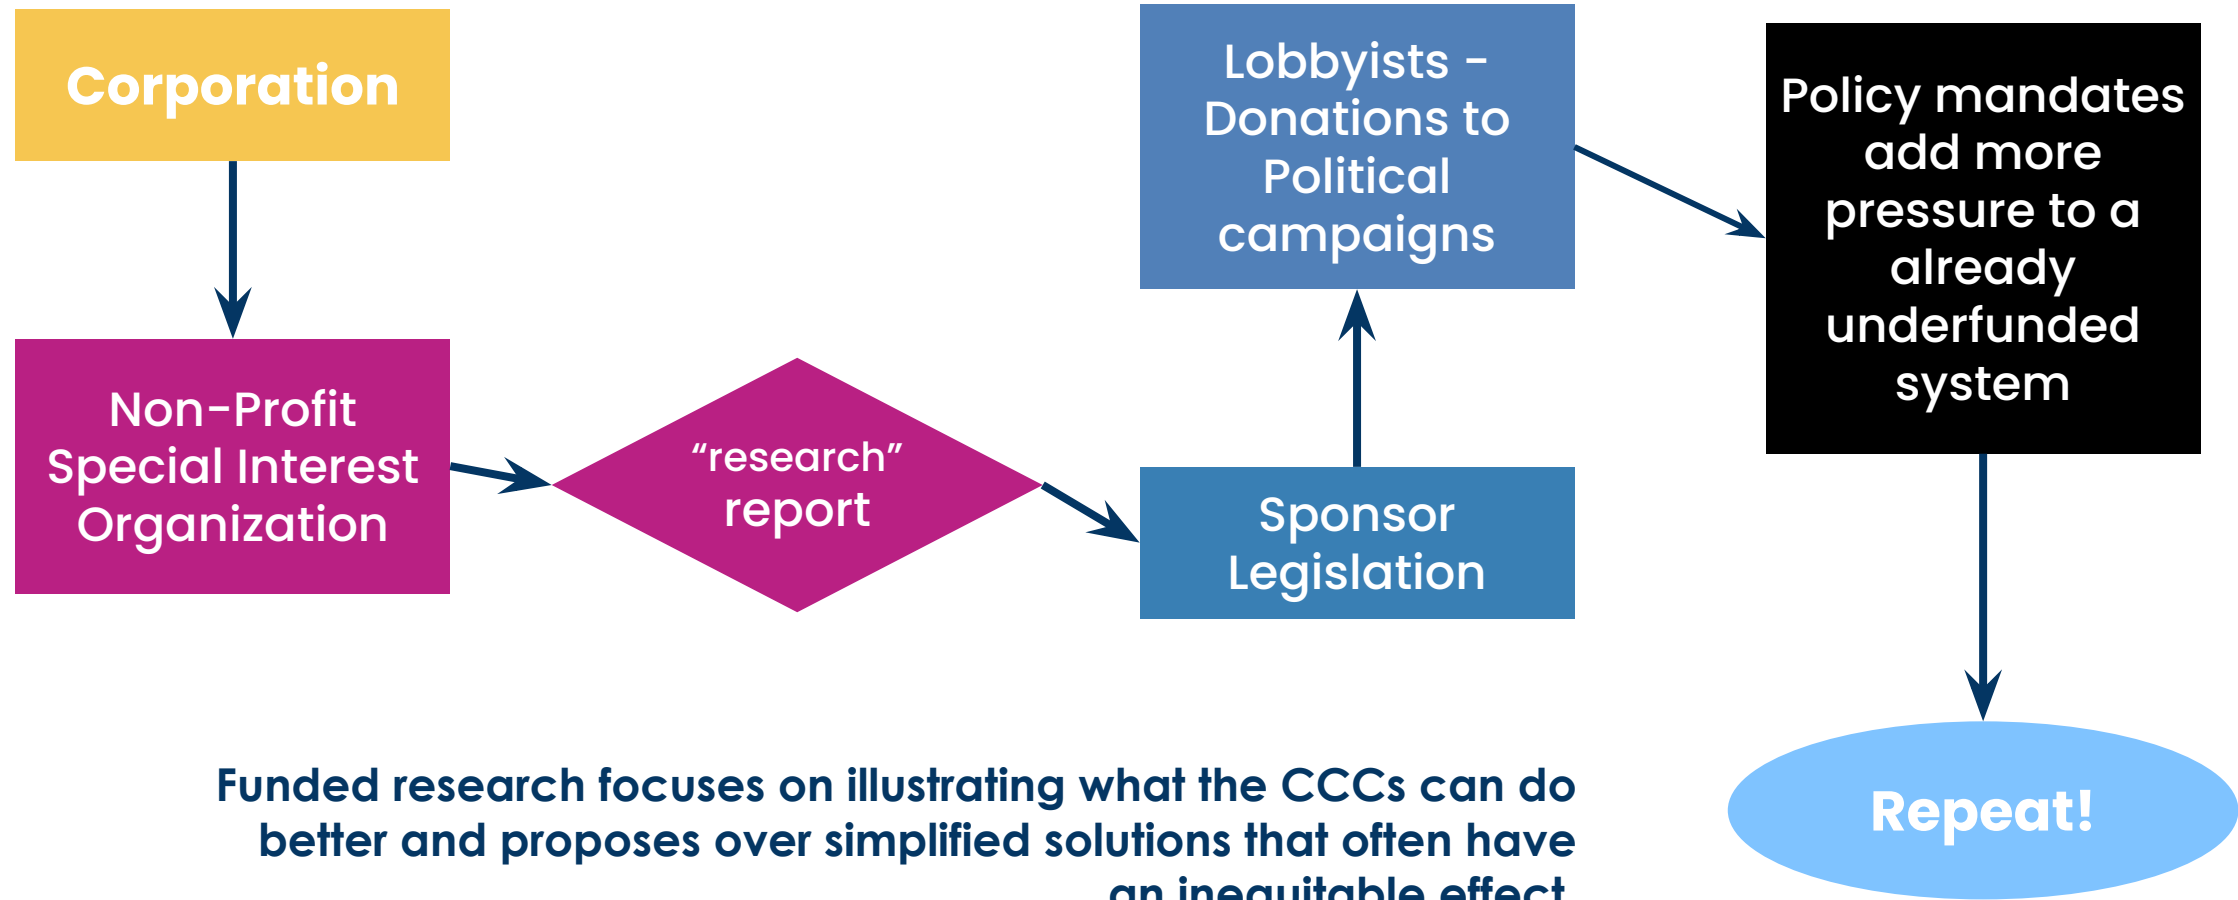 Corporation
Non-Profit
Special Interest
Organization
“research”
report
Sponsor
Legislation
Lobbyists -
Donations to
Political
campaigns
Policy mandates
add more
pressure to a
already
underfunded
system
Repeat!
Funded research focuses on illustrating what the CCCs can do
better and proposes over simplified solutions that often have
an inequitable effect.